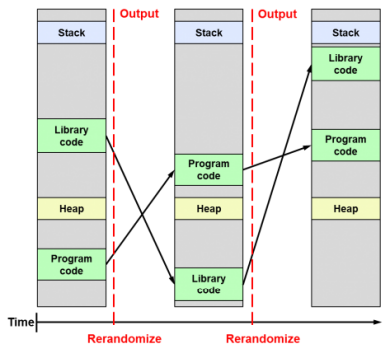 Output
Output
Stack
Stack
Stack
Library
code
Library
code
Program
code
Program
code
Heap
Heap
Heap
Program
code
Library
code
Time
Rerandomize
Rerandomize